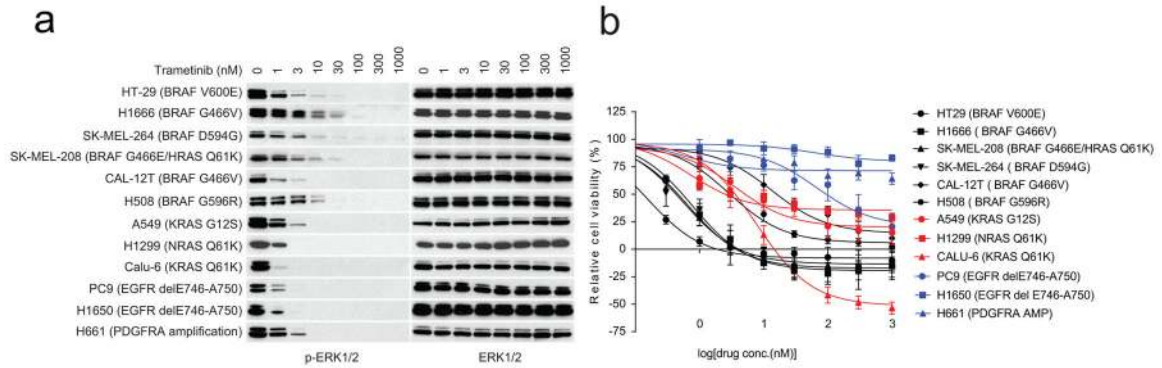 a
Trametinib (nM)
0 1 3 10 30 100 300 1000 0 1 3 10 30 100 300 1000
HT-29 (BRAF V600E)
H1666 (BRAF G466V)
SK-MEL-264 (BRAF D594G)
SK-MEL-208 (BRAF G466E/HRAS Q61K)
CAL-12T (BRAF G466V)
H508 (BRAF G596R)
A549 (KRAS G12S)
H1299 (NRAS Q61K)
Calu-6 (KRAS Q61K)
PC9 (EGFR delE746-A750)
H1650 (EGFR delE746-A750)
H661 (PDGFRA amplification)
p-ERK1/2 ERK1/2
b
Relative cell viability (%)
125
100
75
50
25
0
-25
-50
-75
0 1 2 3
log[drug conc.(nM)]
HT29 (BRAF V600E)
H1666 ( BRAF G466V)
SK-MEL-208 (BRAF G466E/HRAS Q61K)
SK-MEL-264 ( BRAF D594G)
CAL-12T ( BRAF G466V)
H508 ( BRAF G596R)
A549 (KRAS G12S)
H1299 (NRAS Q61K)
CALU-6 (KRAS Q61K)
PC9 (EGFR delE746-A750)
H1650 (EGFR del E746-A750)
H661 (PDGFRA AMP)